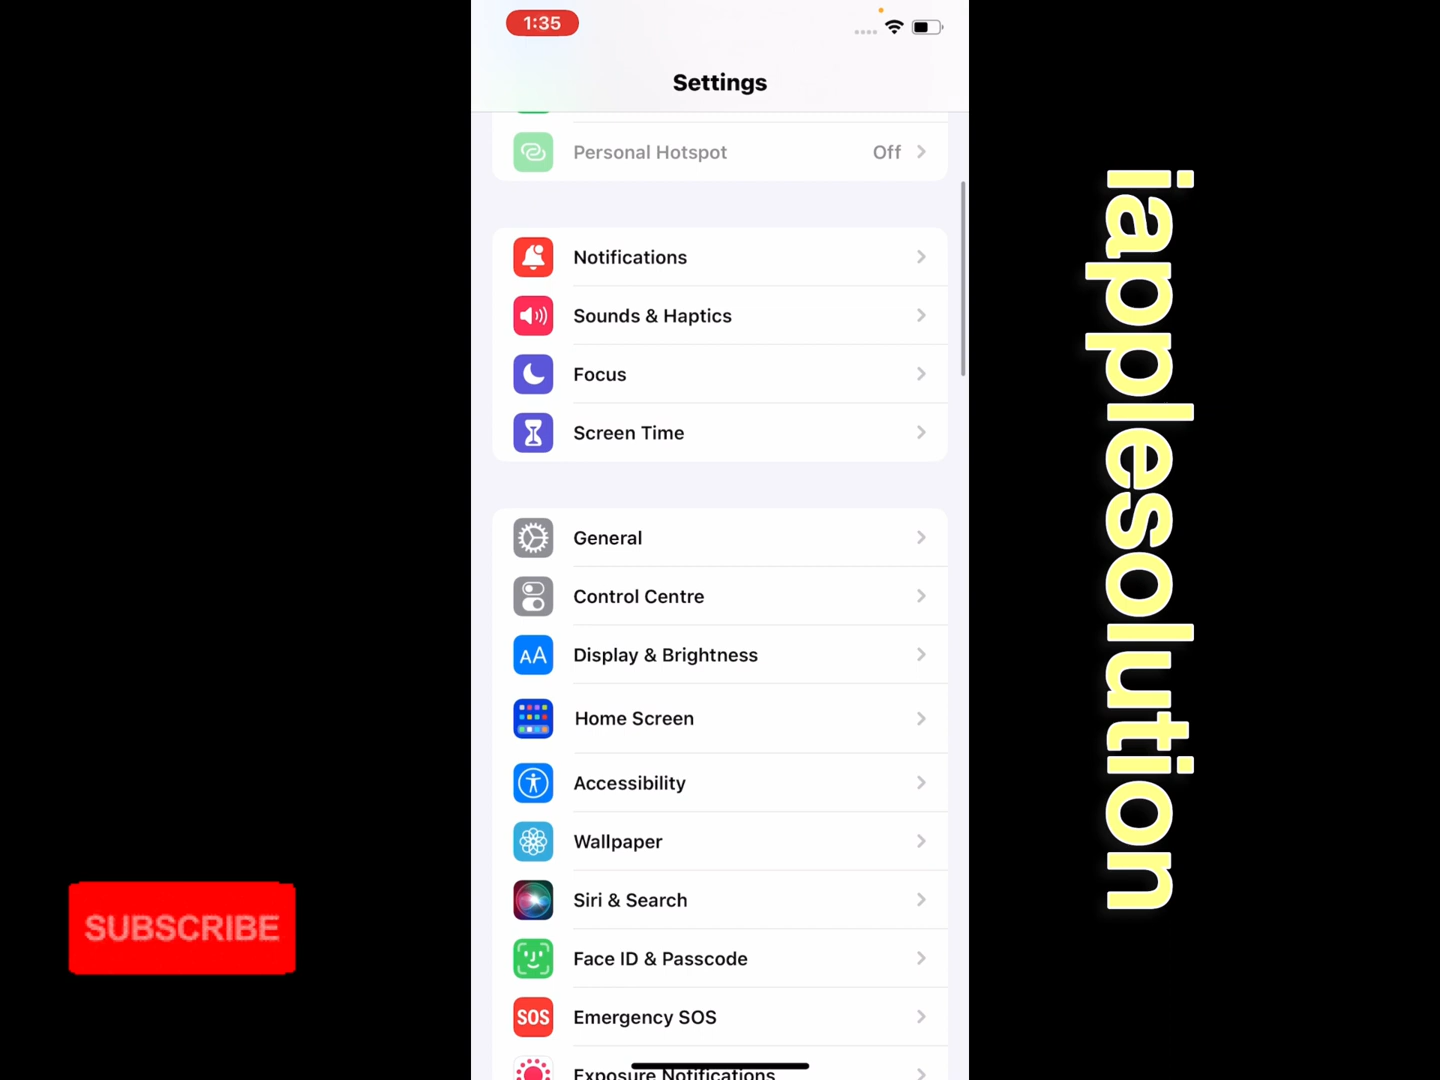 1:35
Settings
Personal Hotspot Off
Notifications
Sounds & Haptics
Focus
Screen Time
General
Control Centre
AA Display & Brightness
Home Screen
Accessibility
Wallpaper
Siri & Search
Face ID & Passcode
SOS Emergency SOS
Exposure Notifications
SUBSCRIBE
iapplesolution